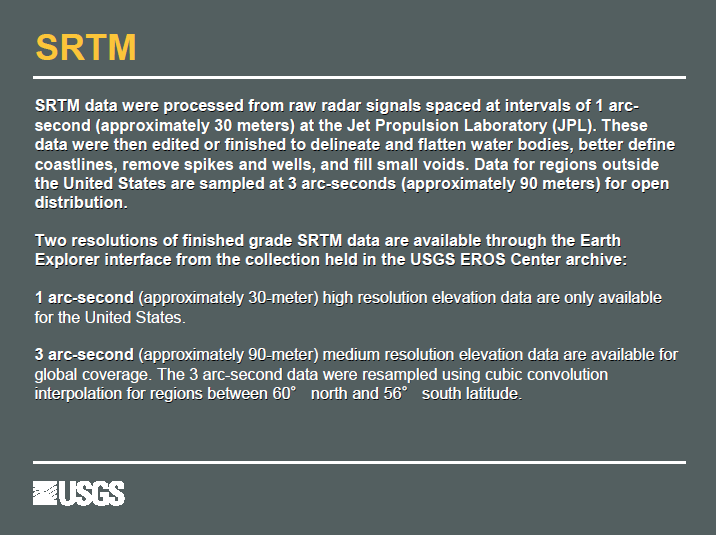 SRTM
SRTM data were processed from raw radar signals spaced at intervals of 1 arc-
second (approximately 30 meters) at the Jet Propulsion Laboratory (JPL). These
data were then edited or finished to delineate and flatten water bodies, better define
coastlines, remove spikes and wells, and fill small voids. Data for regions outside
the United States are sampled at 3 arc-seconds (approximately 90 meters) for open
distribution.
Two resolutions of finished grade SRTM data are available through the Earth
Explorer interface from the collection held in the USGS EROS Center archive:
1 arc-second (approximately 30-meter) high resolution elevation data are only available
for the United States.
3 arc-second (approximately 90-meter) medium resolution elevation data are available for
global coverage. The 3 arc-second data were resampled using cubic convolution
interpolation for regions between 60° north and 56° south latitude.
USGS